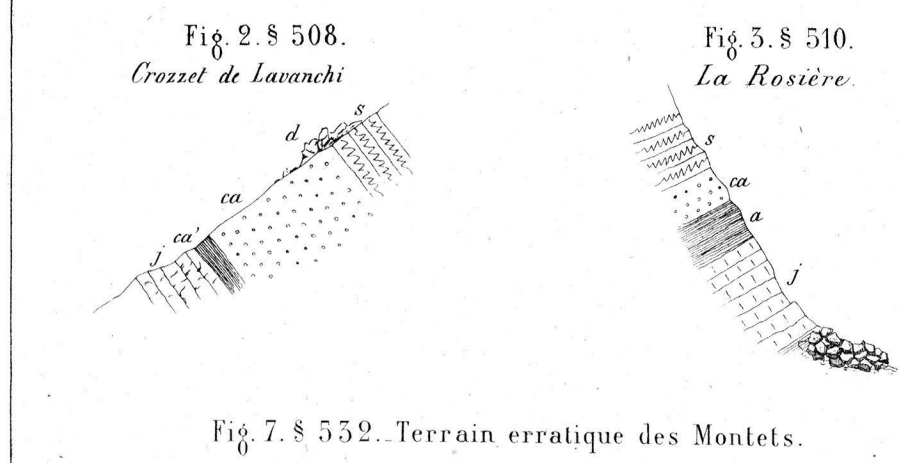 Fig. 2. § 508.
Crozzet de Lavanchi
s
d
ca
ca'
j
Fig. 3. § 510.
La Rosière.
s
ca
a
j
Fig. 7. § 532. Terrain erratique des Montets.